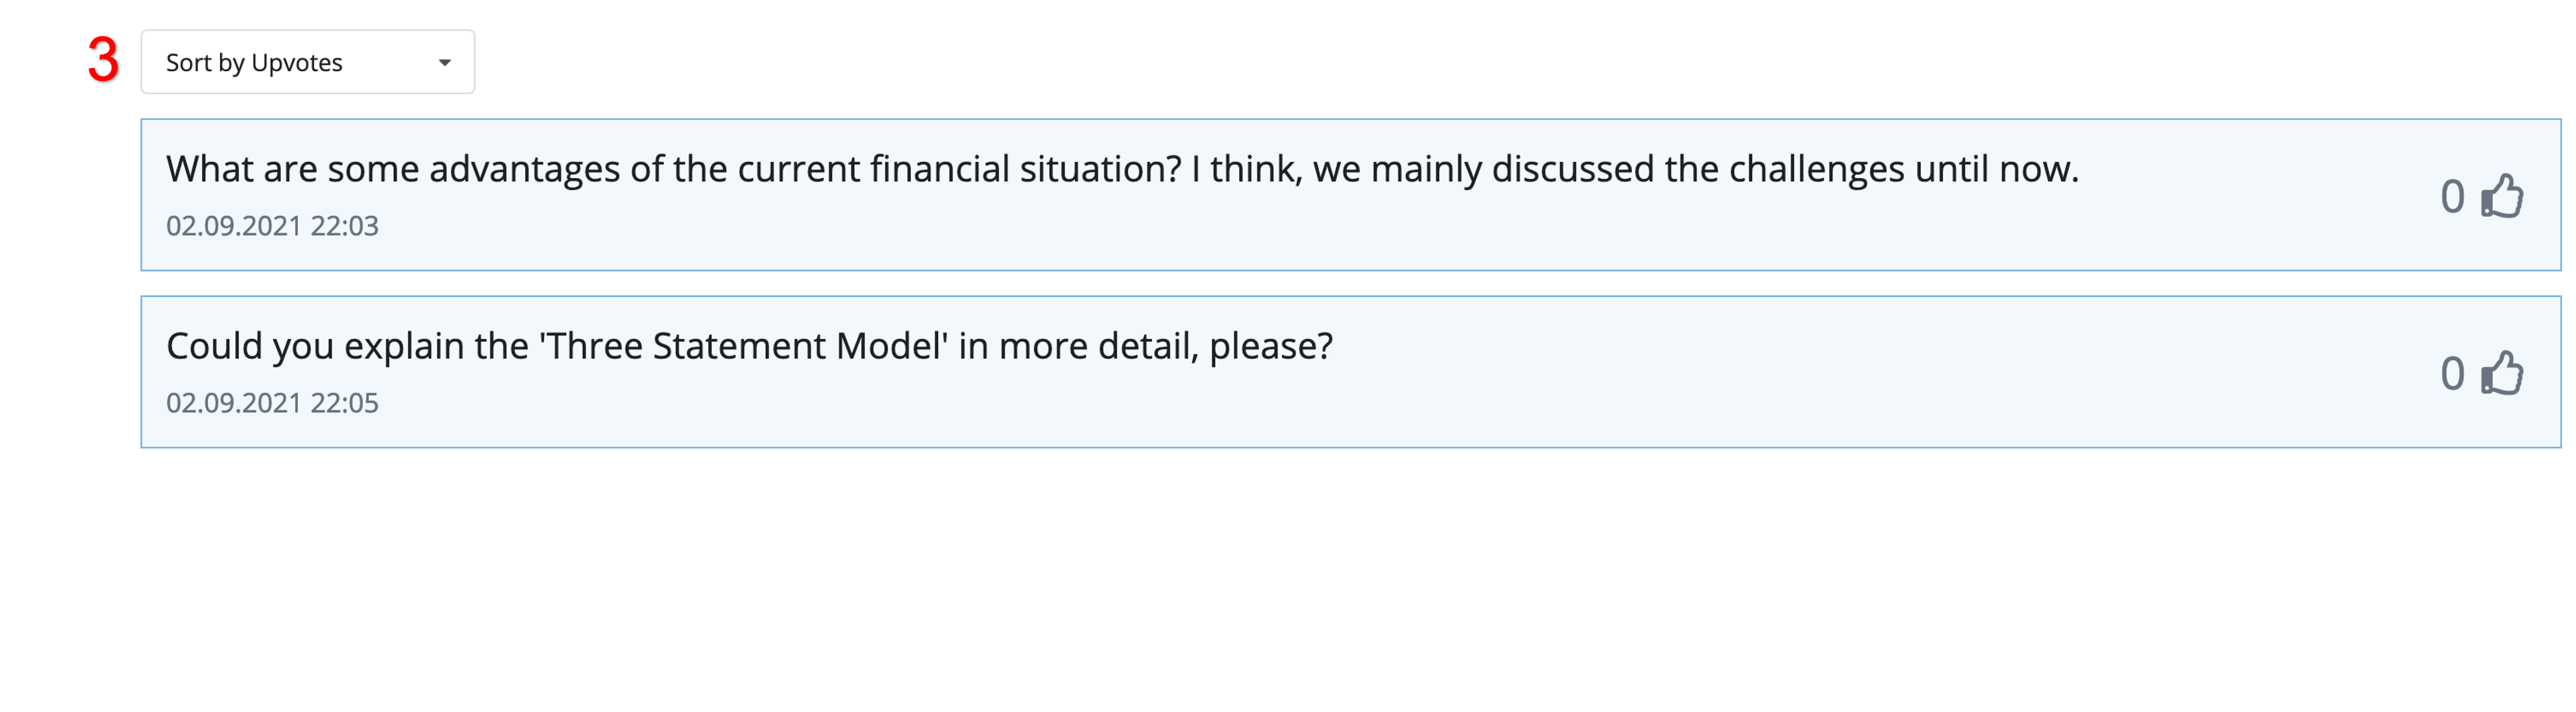 3 Sort by Upvotes
What are some advantages of the current financial situation? I think, we mainly discussed the challenges until now.
0
02.09.2021 22:03
Could you explain the 'Three Statement Model' in more detail, please?
0
02.09.2021 22:05